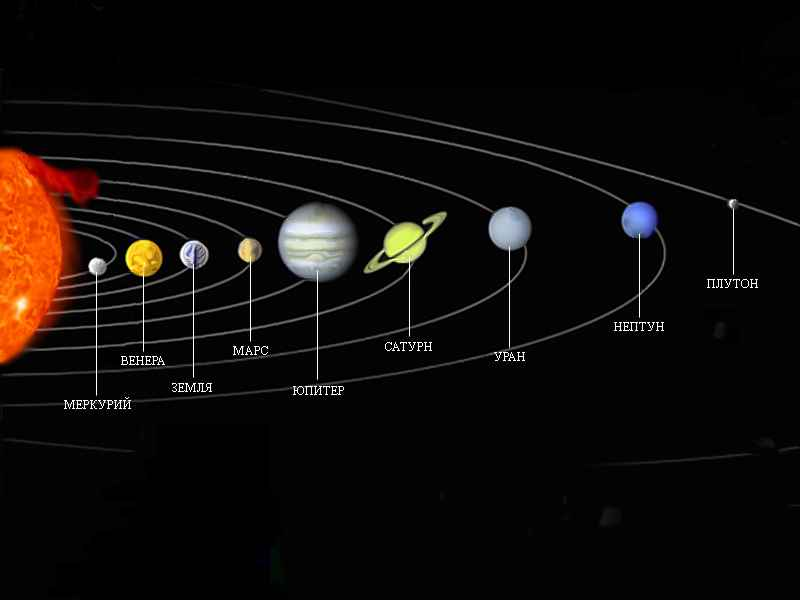 МЕРКУРИЙ
ВЕНЕРА
ЗЕМЛЯ
МАРС
ЮПИТЕР
САТУРН
УРАН
НЕПТУН
ПЛУТОН